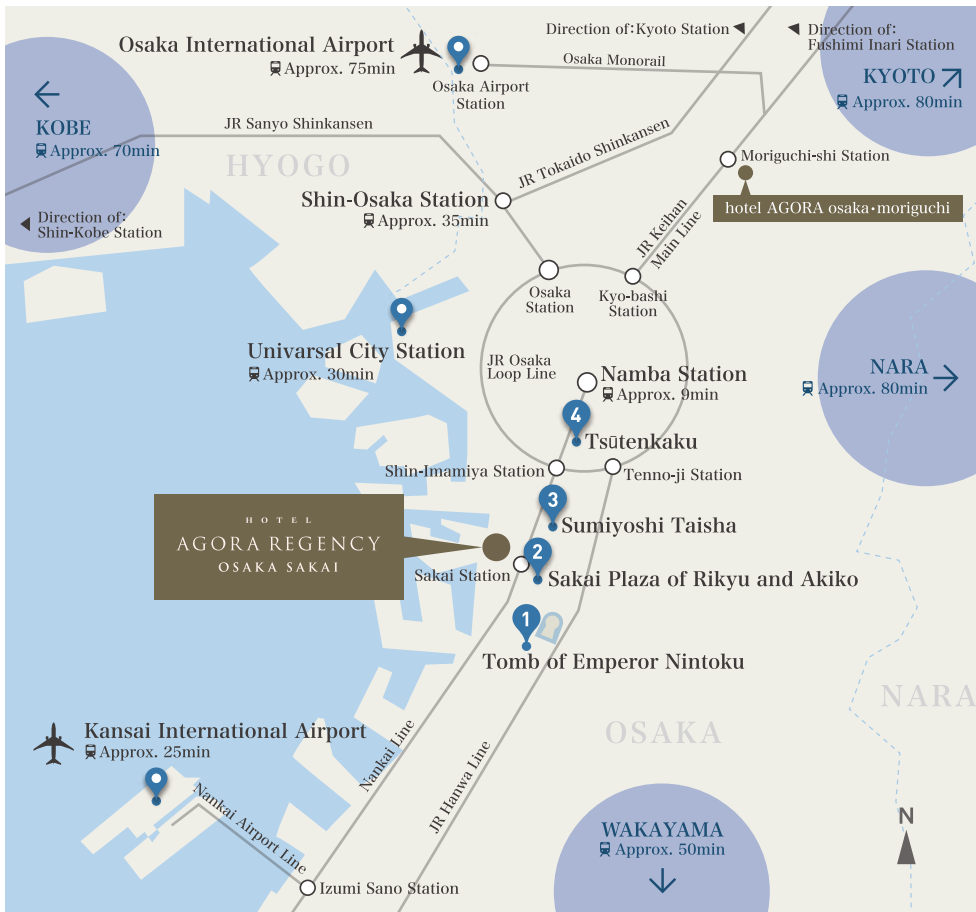 Osaka International Airport
Approx. 75min
Osaka Airport
Station
Osaka Monorail
Direction of:Kyoto Station
Direction of:
Fushimi Inari Station
KYOTO
Approx. 80min
KOBE
Approx. 70min
JR Sanyo Shinkansen
HYOGO
JR Tokaido Shinkansen
Moriguchi-shi Station
hotel AGORA osaka・moriguchi
Direction of:
Shin-Kobe Station
Shin-Osaka Station
Approx. 35min
JR Keihan
Main Line
Osaka
Station
Kyo-bashi
Station
Univarsal City Station
Approx. 30min
JR Osaka
Loop Line
Namba Station
Approx. 9min
NARA
Approx. 80min
4
Tsūtenkaku
Shin-Imamiya Station
Tenno-ji Station
3
Sumiyoshi Taisha
HOTEL
AGORA REGENCY
OSAKA SAKAI
Sakai Station
2
Sakai Plaza of Rikyu and Akiko
1
Tomb of Emperor Nintoku
NARA
OSAKA
Kansai International Airport
Approx. 25min
Nankai Line
JR Hanwa Line
Nankai Airport Line
Izumi Sano Station
WAKAYAMA
Approx. 50min
N